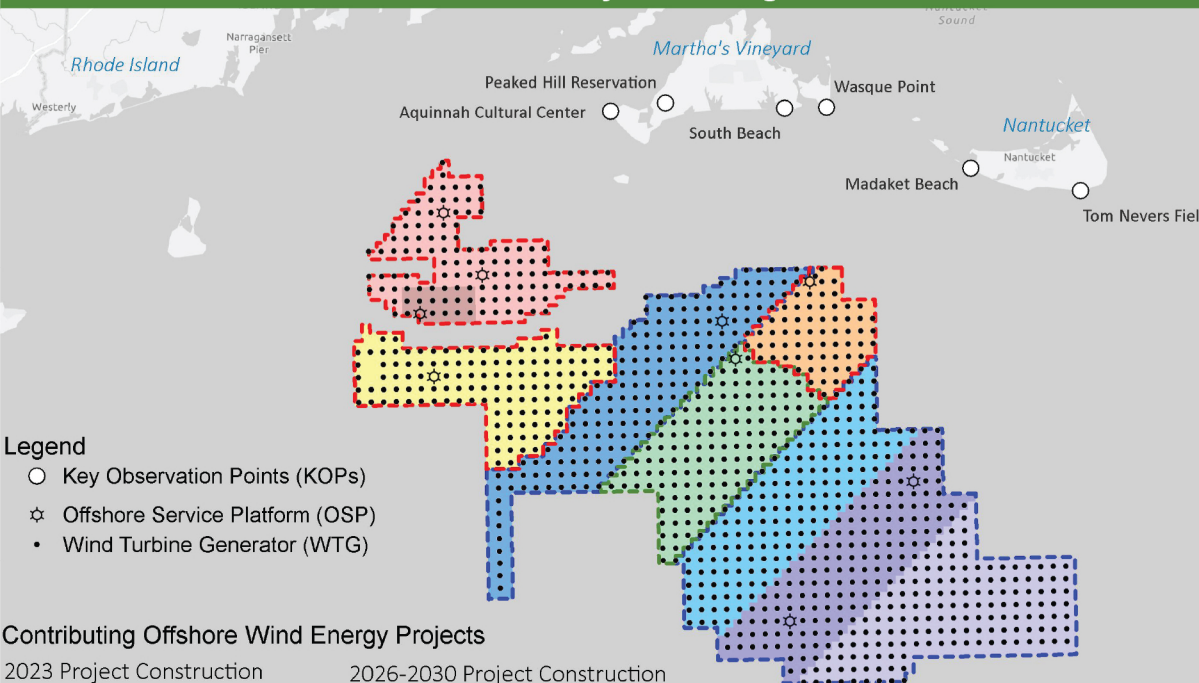 Nantucket
Sound
Narragansett
Pier
Martha's Vineyard
Rhode Island
Peaked Hill Reservation
Wasque Point
Westerly
Aquinnah Cultural Center
South Beach
Nantucket
Nantucket
Madaket Beach
Tom Nevers Fiel
Legend
Key Observation Points (KOPs)
Offshore Service Platform (OSP)
Wind Turbine Generator (WTG)
Contributing Offshore Wind Energy Projects
2023 Project Construction
2026-2030 Project Construction